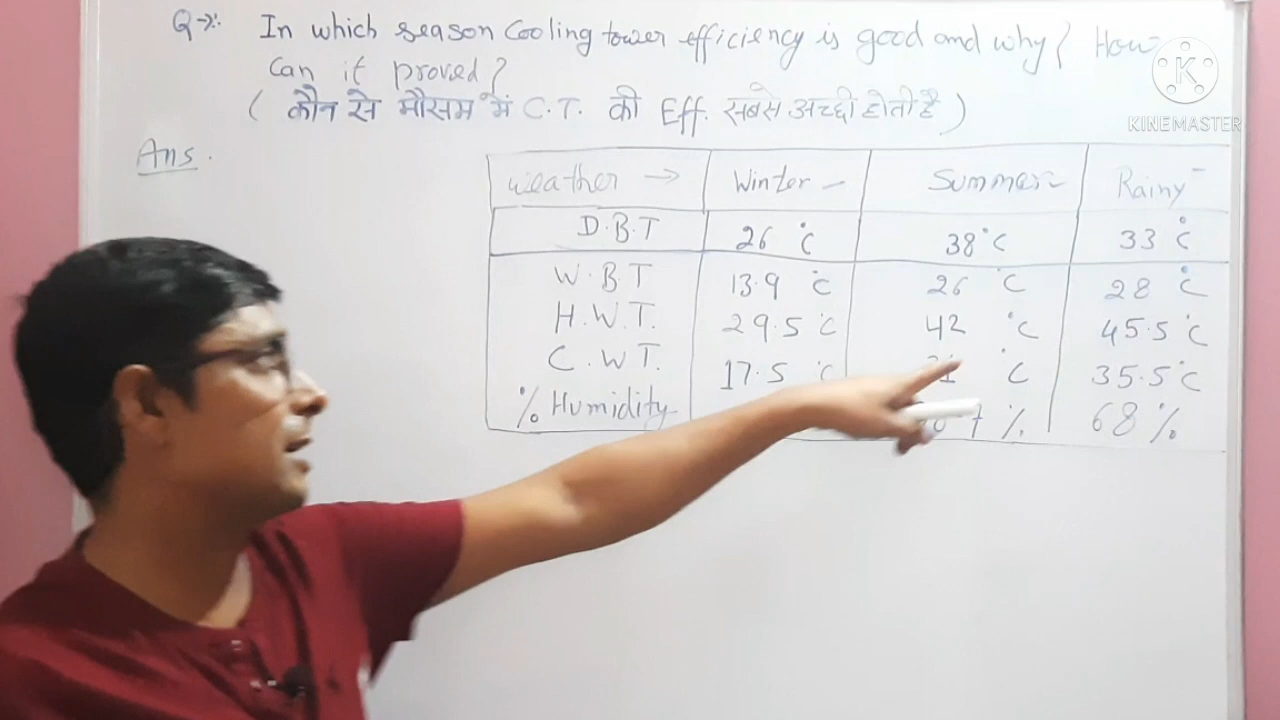 Q→: In which season Cooling tower efficiency is good and why? How
can it proved?
( कौन से मौसम में C.T. की Eff. सबसे अच्छी होती है )
Ans.
Weather → Winter Summer Rainy
D.B.T 26 °C 38°C 33 °C
W.B T 13.9 °C 26 °C 28 °C
H.W.T. 29.5 °C 42 °C 45.5 °C
C.WT. 17.5 °C °C 35.5°C
% Humidity % 68 %
K
KINEMASTER